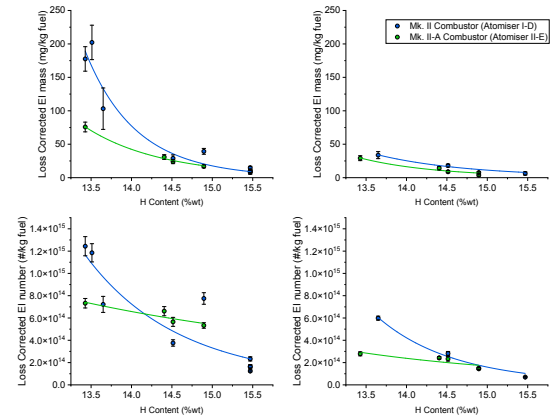 Mk. II Combustor (Atomiser I-D)
Mk. II-A Combustor (Atomiser II-E)
Loss Corrected EI mass (mg/kg fuel)
250
200
150
100
50
0
13.5 14.0 14.5 15.0 15.5
H Content (%wt)
Loss Corrected EI mass (mg/kg fuel)
250
200
150
100
50
0
13.5 14.0 14.5 15.0 15.5
H Content (%wt)
Loss Corrected EI number (#/kg fuel)
1.4×10¹⁵
1.2×10¹⁵
1.0×10¹⁵
8.0×10¹⁴
6.0×10¹⁴
4.0×10¹⁴
2.0×10¹⁴
0.0
13.5 14.0 14.5 15.0 15.5
H Content (%wt)
Loss Corrected EI number (#/kg fuel)
1.4×10¹⁵
1.2×10¹⁵
1.0×10¹⁵
8.0×10¹⁴
6.0×10¹⁴
4.0×10¹⁴
2.0×10¹⁴
0.0
13.5 14.0 14.5 15.0 15.5
H Content (%wt)